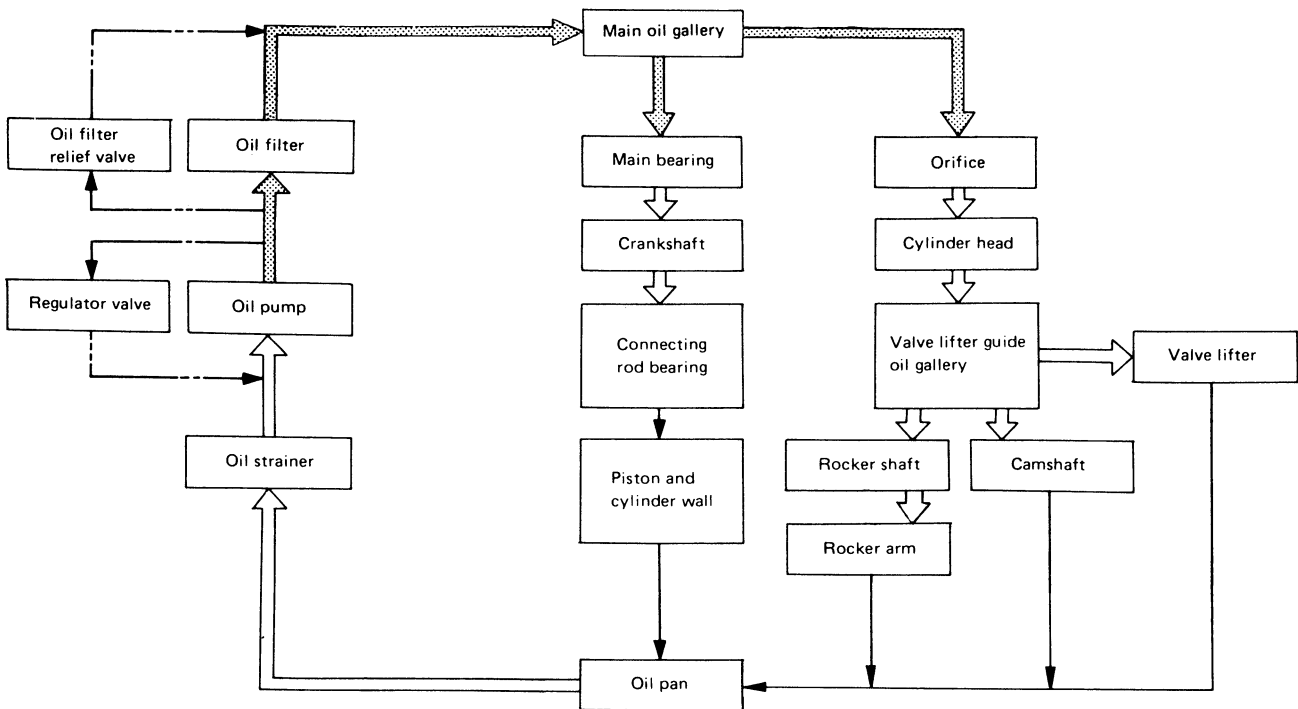 Main oil gallery
Oil filter
relief valve
Oil filter
Main bearing
Orifice
Crankshaft
Cylinder head
Regulator valve
Oil pump
Connecting
rod bearing
Valve lifter guide
oil gallery
Valve lifter
Oil strainer
Piston and
cylinder wall
Rocker shaft
Camshaft
Rocker arm
Oil pan